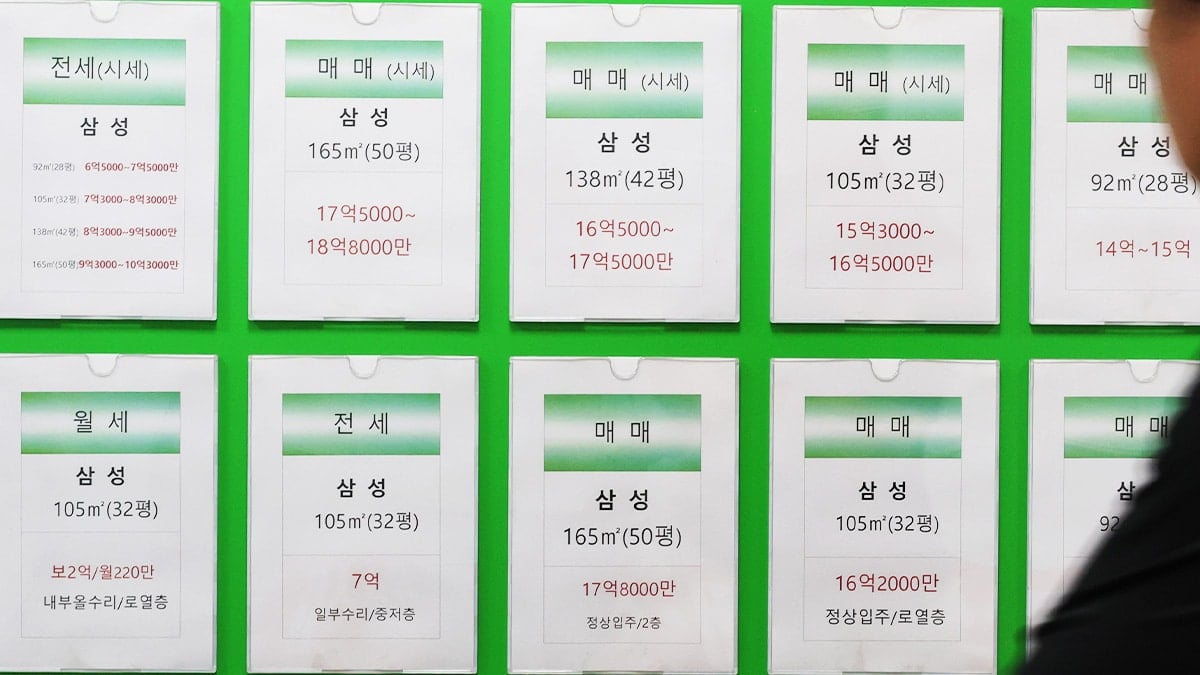 전세(시세)
삼 성
92㎡(28평) 6억5000~7억5000만
105㎡(32평) 7억3000~8억3000만
138㎡(42평) 8억3000~9억5000만
165㎡(50평) 9억3000~10억3000만
매 매 (시세)
삼 성
165㎡(50평)
17억5000~
18억8000만
매 매 (시세)
삼 성
138㎡(42평)
16억5000~
17억5000만
매 매 (시세)
삼 성
105㎡(32평)
15억3000~
16억5000만
매 매
삼 성
92㎡(28평)
14억~15억
월 세
삼 성
105㎡(32평)
보2억/월220만
내부올수리/로열층
전 세
삼 성
105㎡(32평)
7억
일부수리/중저층
매 매
삼 성
165㎡(50평)
17억8000만
정상입주/2층
매 매
삼 성
105㎡(32평)
16억2000만
정상입주/로열층
매 매
삼
92